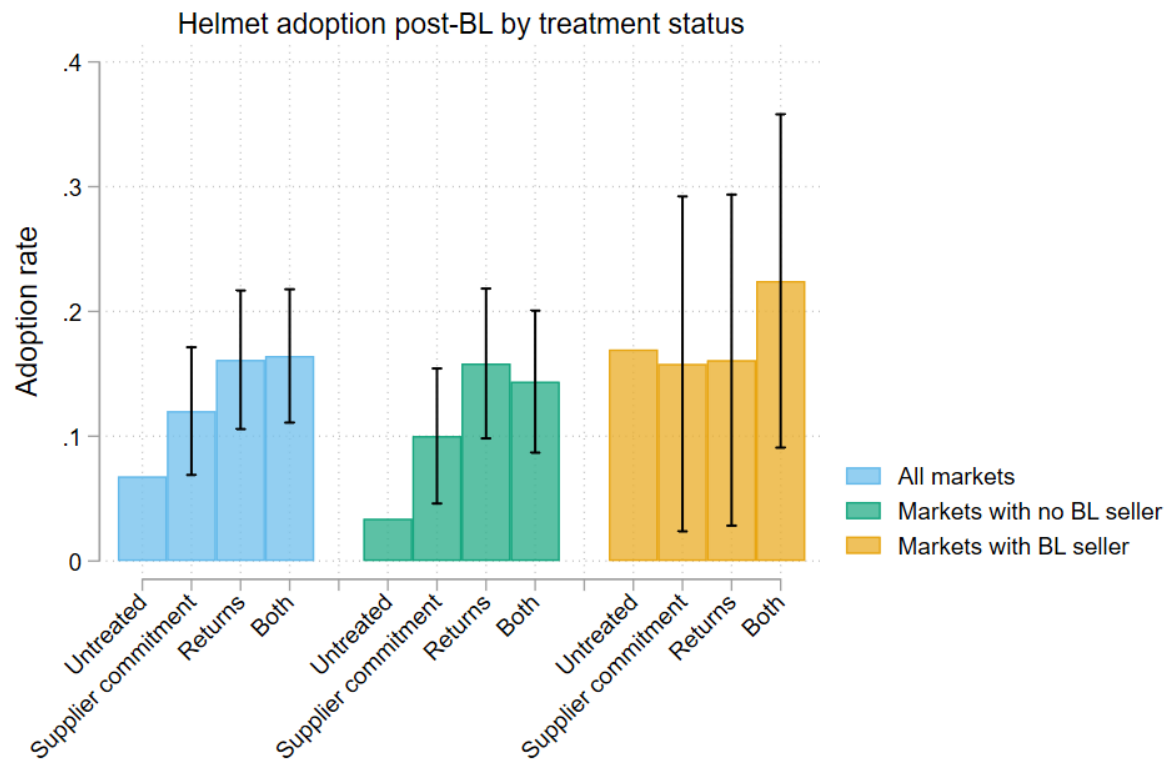 Helmet adoption post-BL by treatment status
Adoption rate
.4
.3
.2
.1
0
Untreated
Supplier commitment
Returns
Both
Untreated
Supplier commitment
Returns
Both
Untreated
Supplier commitment
Returns
Both
All markets
Markets with no BL seller
Markets with BL seller